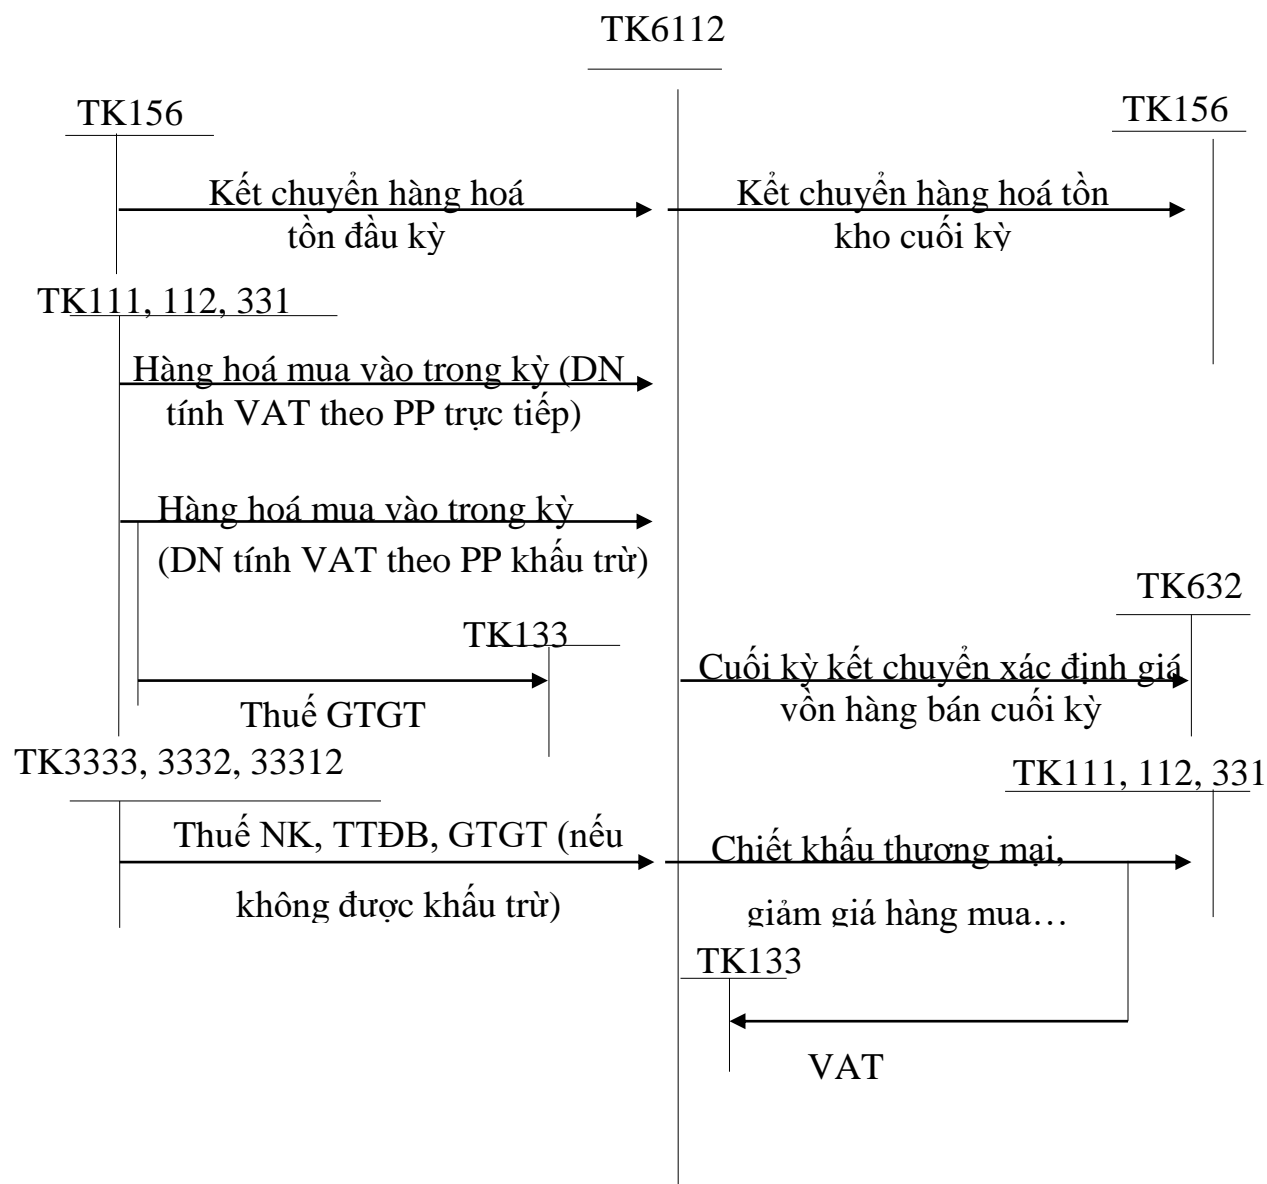 TK6112
TK156
TK156
Kết chuyển hàng hoá
tồn đầu kỳ
Kểt chuyển hàng hoá tồn
kho cuối kỳ
TK111, 112, 331
Hàng hoá mua vào trong kỳ (DN
tính VAT theo PP trực tiếp)
Hàng hoá mua vào trong kỳ
(DN tính VAT theo PP khấu trừ)
TK632
TK133
Cuối kỳ kết chuyển xác định giá
vốn hàng bán cuối kỳ
Thuế GTGT
TK3333, 3332, 33312
TK111, 112, 331
Thuế NK, TTĐB, GTGT (nếu
không được khấu trừ)
Chiết khấu thương mại,
giảm giá hàng mua…
TK133
VAT